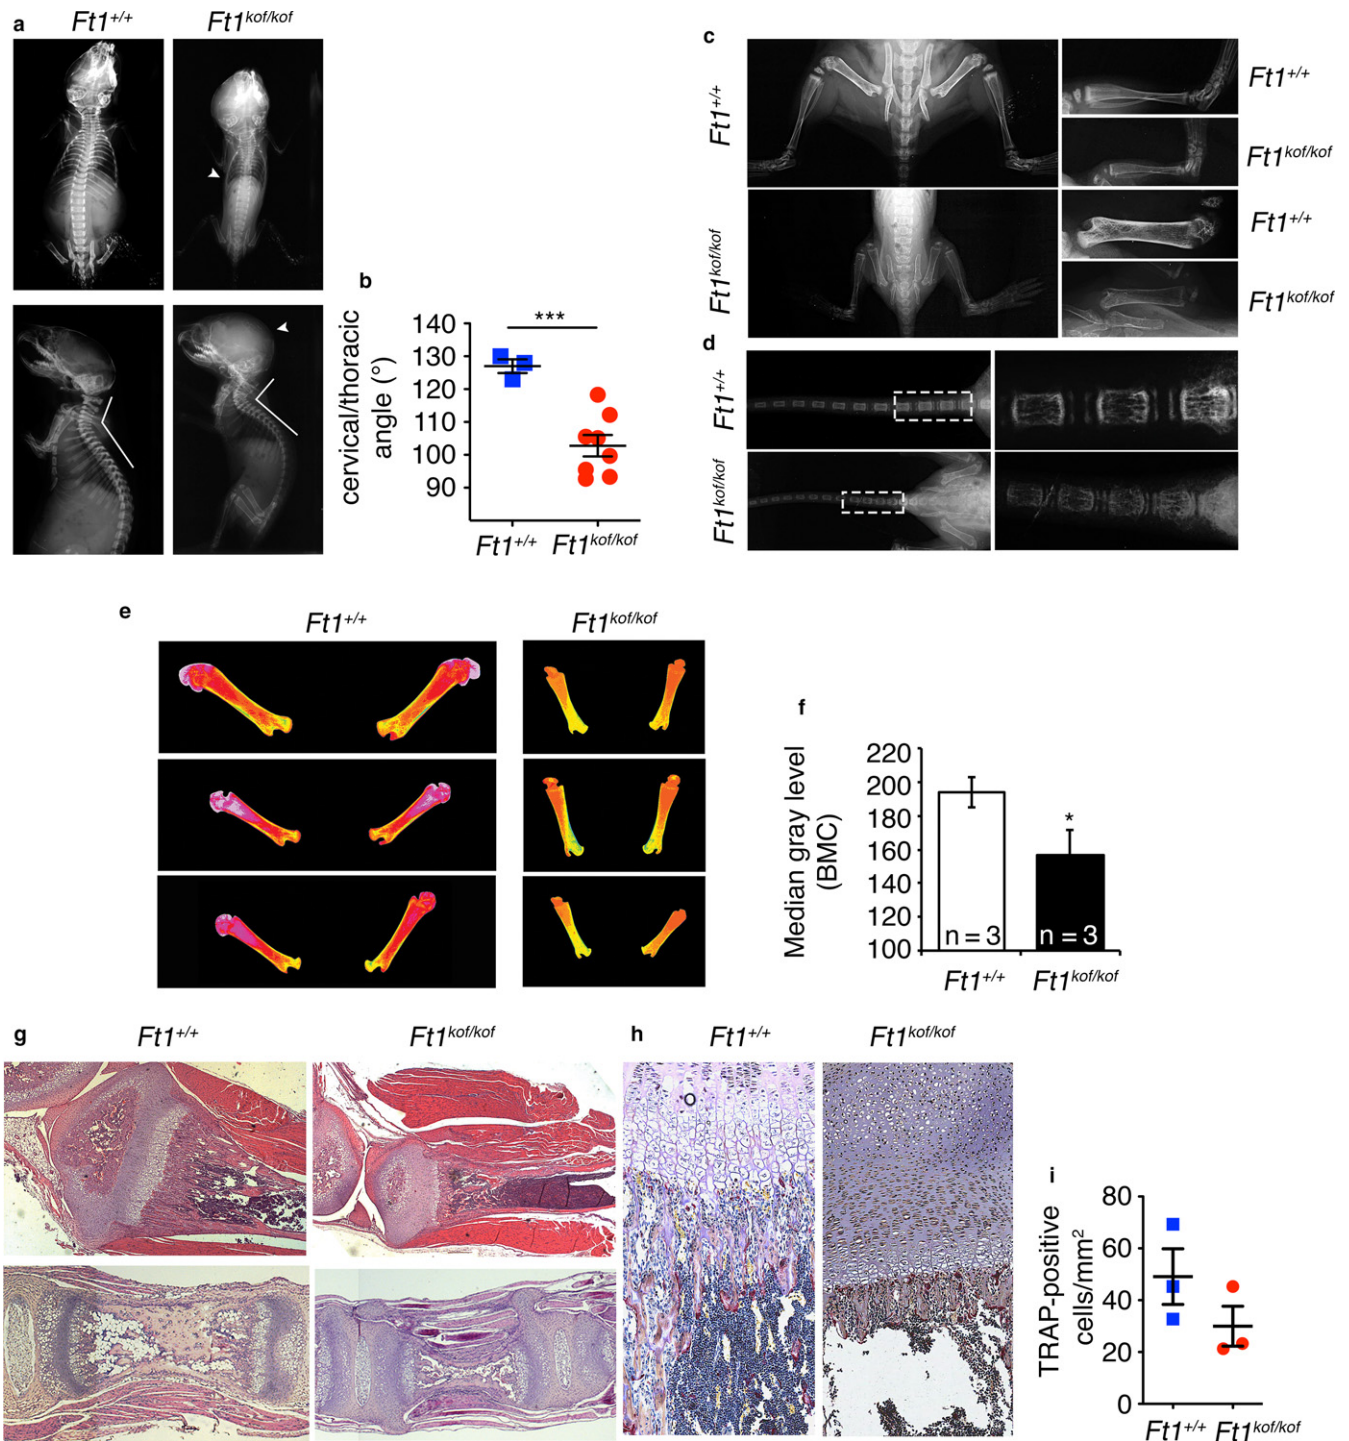 a
Ft1+/+
Ft1kof/kof
b
cervical/thoracic
angle (°)
140
130
120
110
100
90
***
Ft1+/+
Ft1kof/kof
c
Ft1+/+
Ft1kof/kof
Ft1+/+
Ft1kof/kof
Ft1+/+
Ft1kof/kof
d
Ft1+/+
Ft1kof/kof
e
Ft1+/+
Ft1kof/kof
f
Median gray level
(BMC)
220
200
180
160
140
120
100
*
n = 3
n = 3
Ft1+/+
Ft1kof/kof
g
Ft1+/+
Ft1kof/kof
h
Ft1+/+
Ft1kof/kof
i
TRAP-positive
cells/mm2
80
60
40
20
0
Ft1+/+
Ft1kof/kof